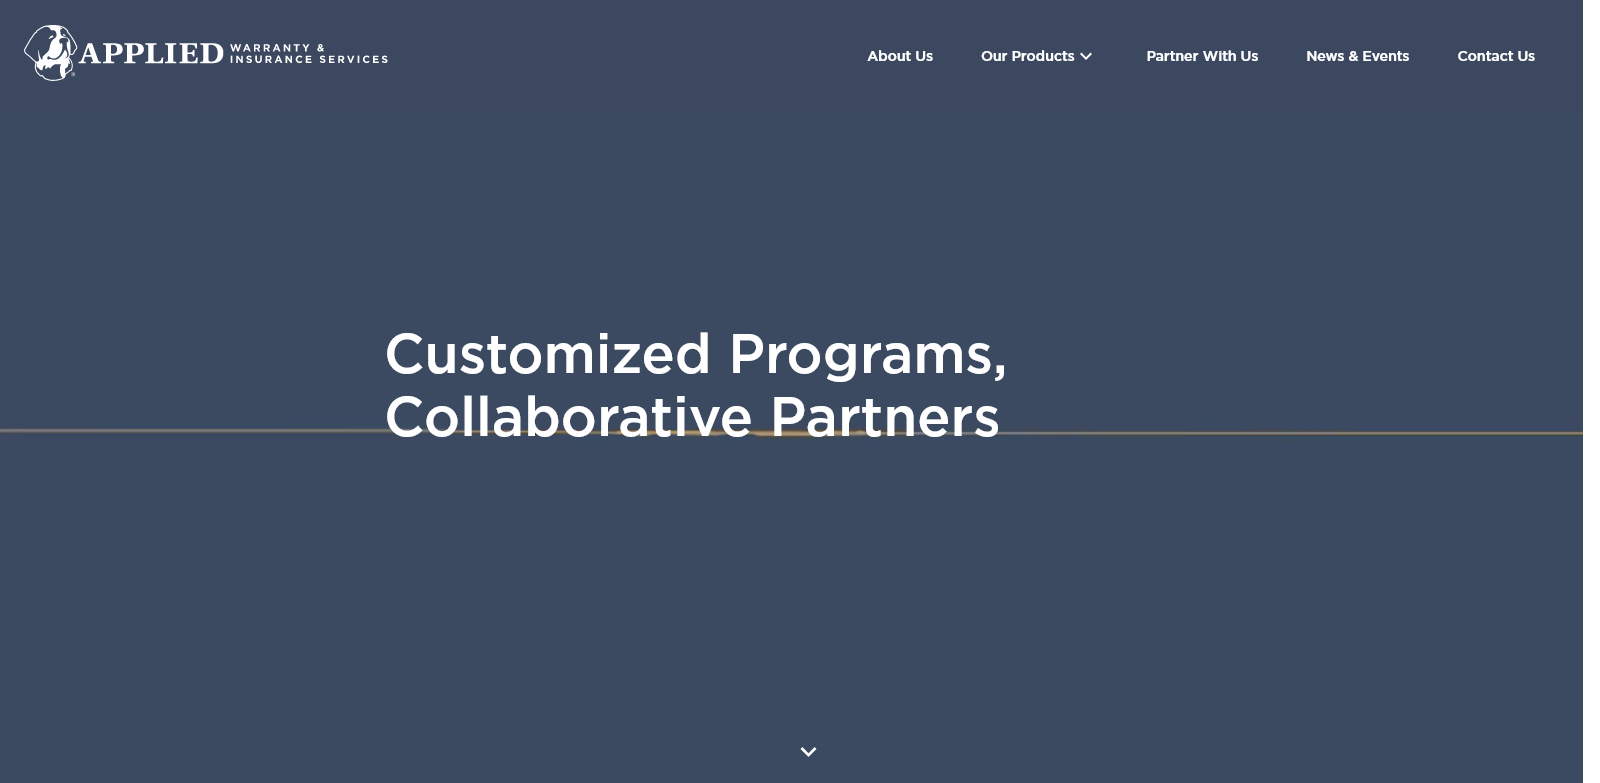 APPLIED WARRANTY &
INSURANCE SERVICES
About Us
Our Products
Partner With Us
News & Events
Contact Us
Customized Programs,
Collaborative Partners